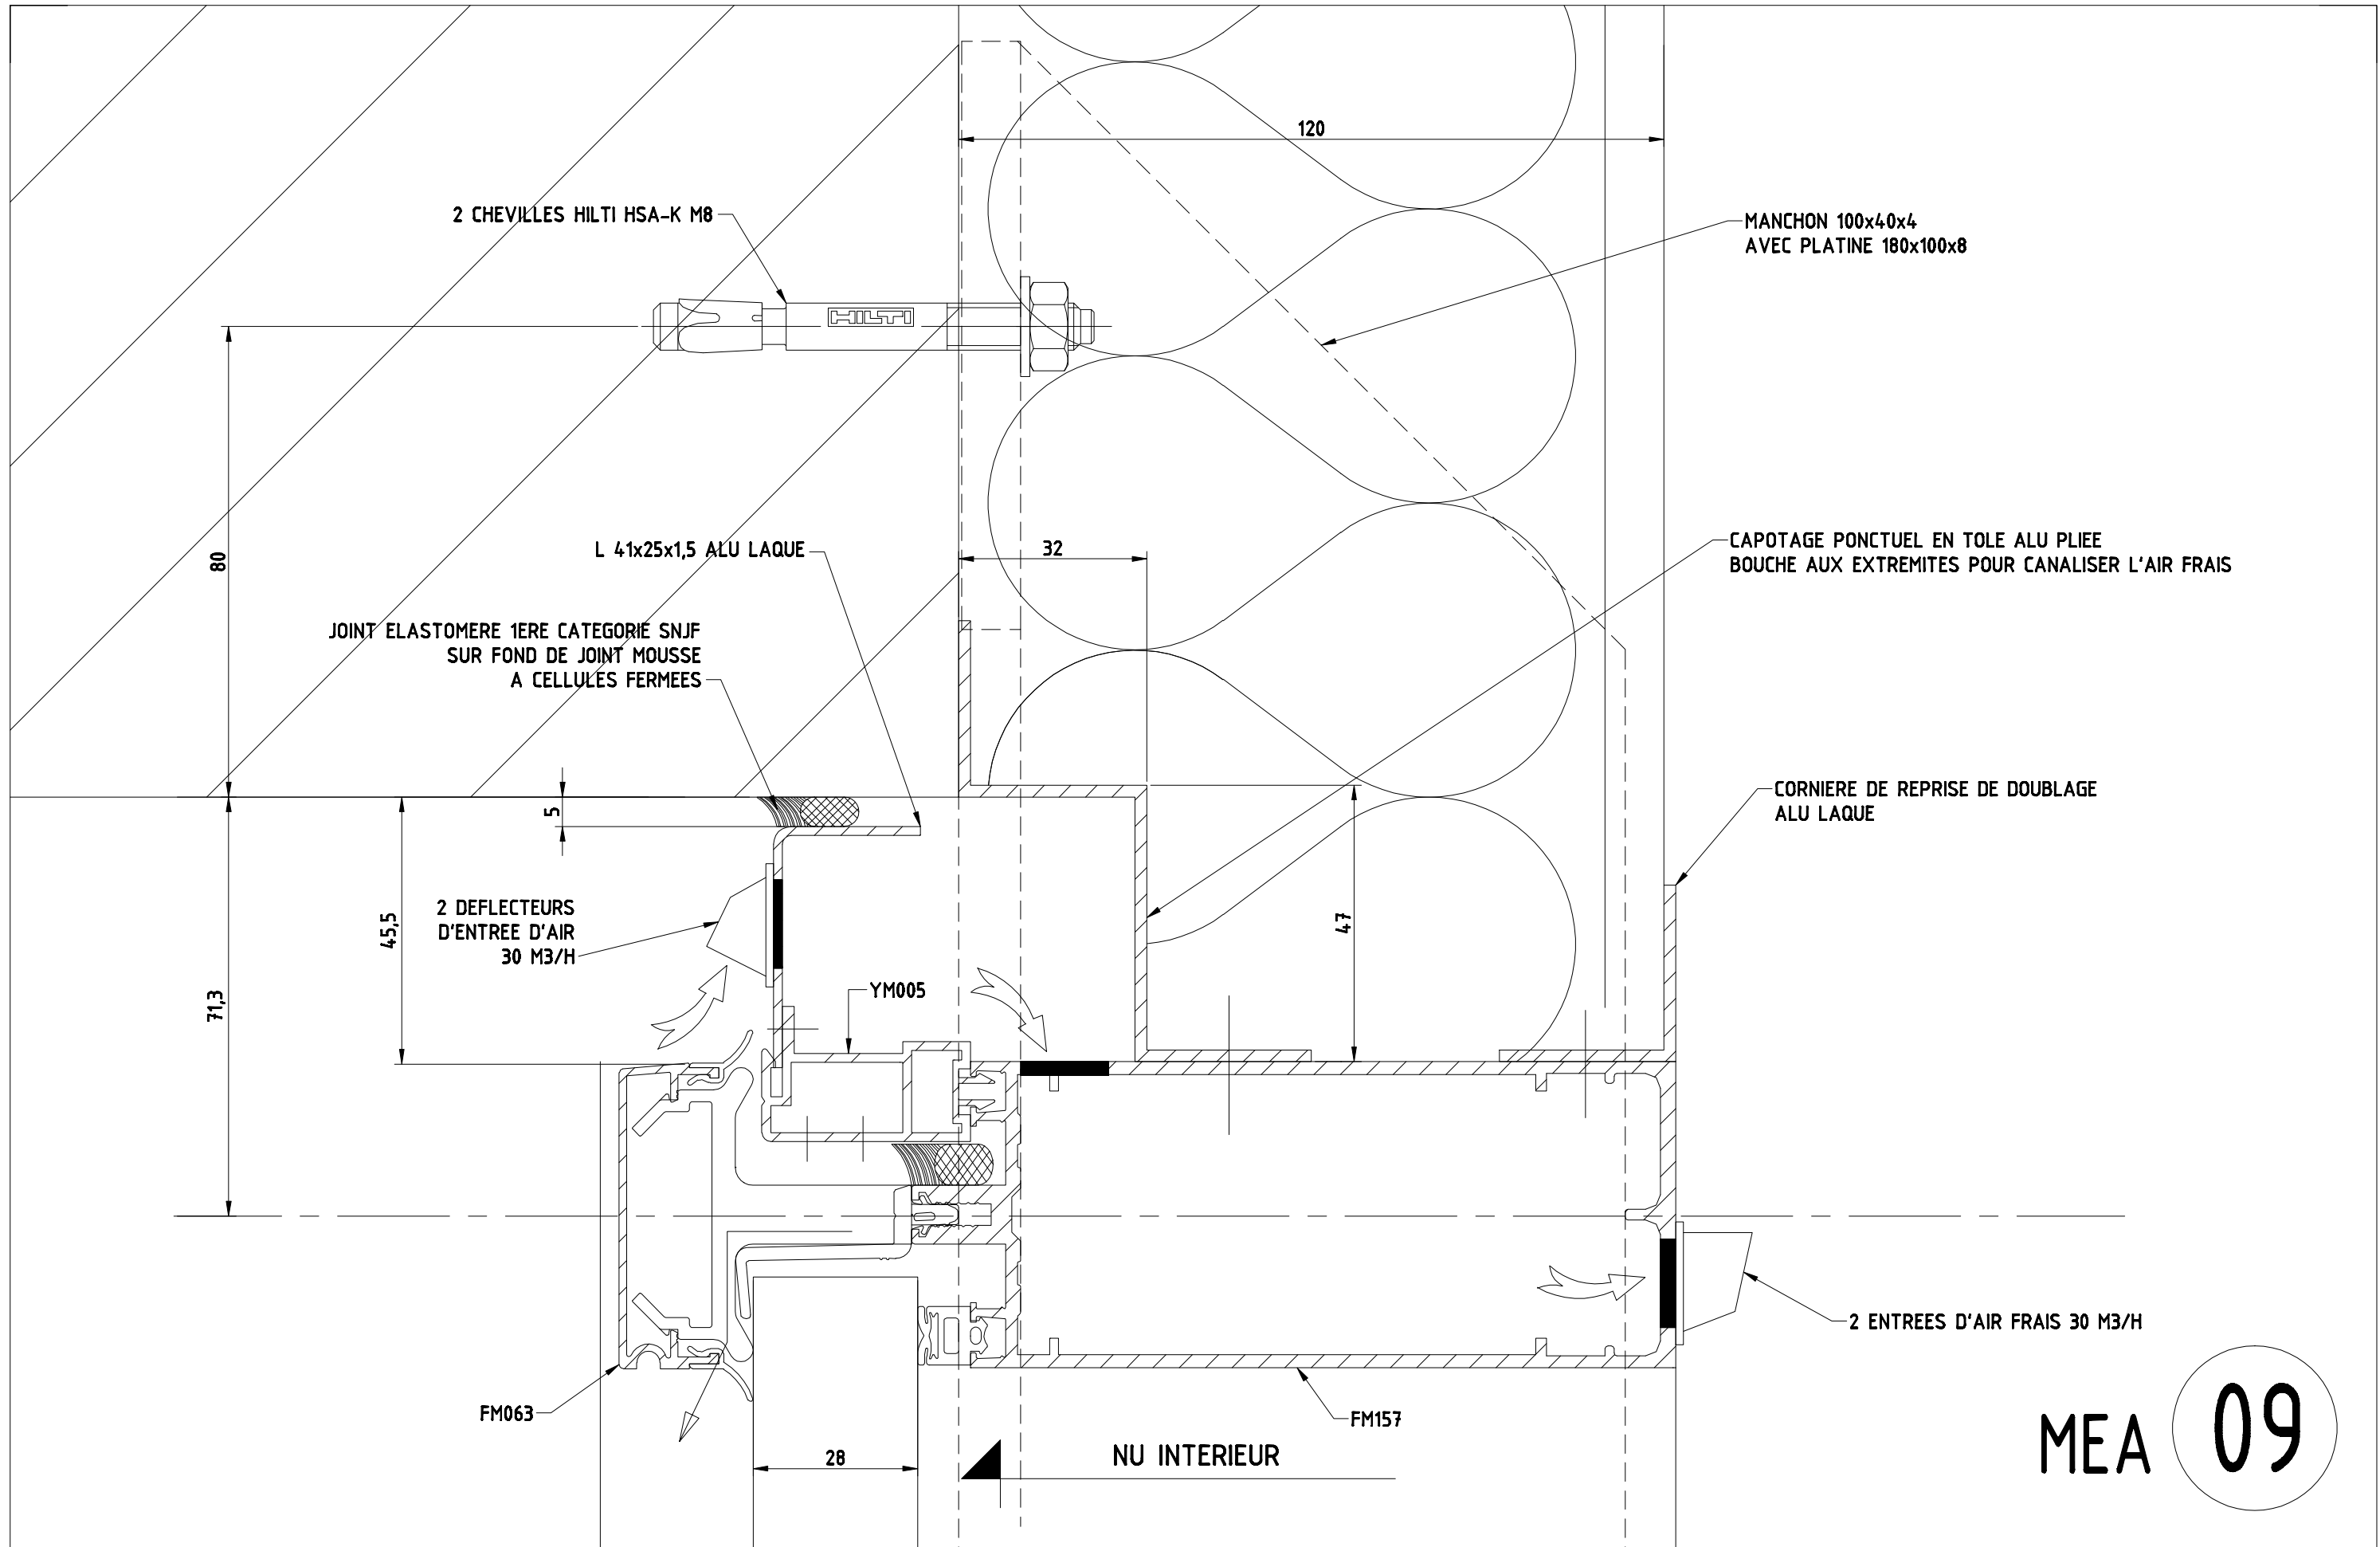 120
2 CHEVILLES HILTI HSA-K M8
MANCHON 100x40x4
AVEC PLATINE 180x100x8
HILTI
80
L 41x25x1,5 ALU LAQUE
32
CAPOTAGE PONCTUEL EN TOLE ALU PLIEE
BOUCHE AUX EXTREMITES POUR CANALISER L'AIR FRAIS
JOINT ELASTOMERE 1ERE CATEGORIE SNJF
SUR FOND DE JOINT MOUSSE
A CELLULES FERMEES
5
CORNIERE DE REPRISE DE DOUBLAGE
ALU LAQUE
2 DEFLECTEURS
D'ENTREE D'AIR
30 M3/H
45,5
47
71,3
YM005
2 ENTREES D'AIR FRAIS 30 M3/H
FM063
FM157
28
NU INTERIEUR
MEA 09